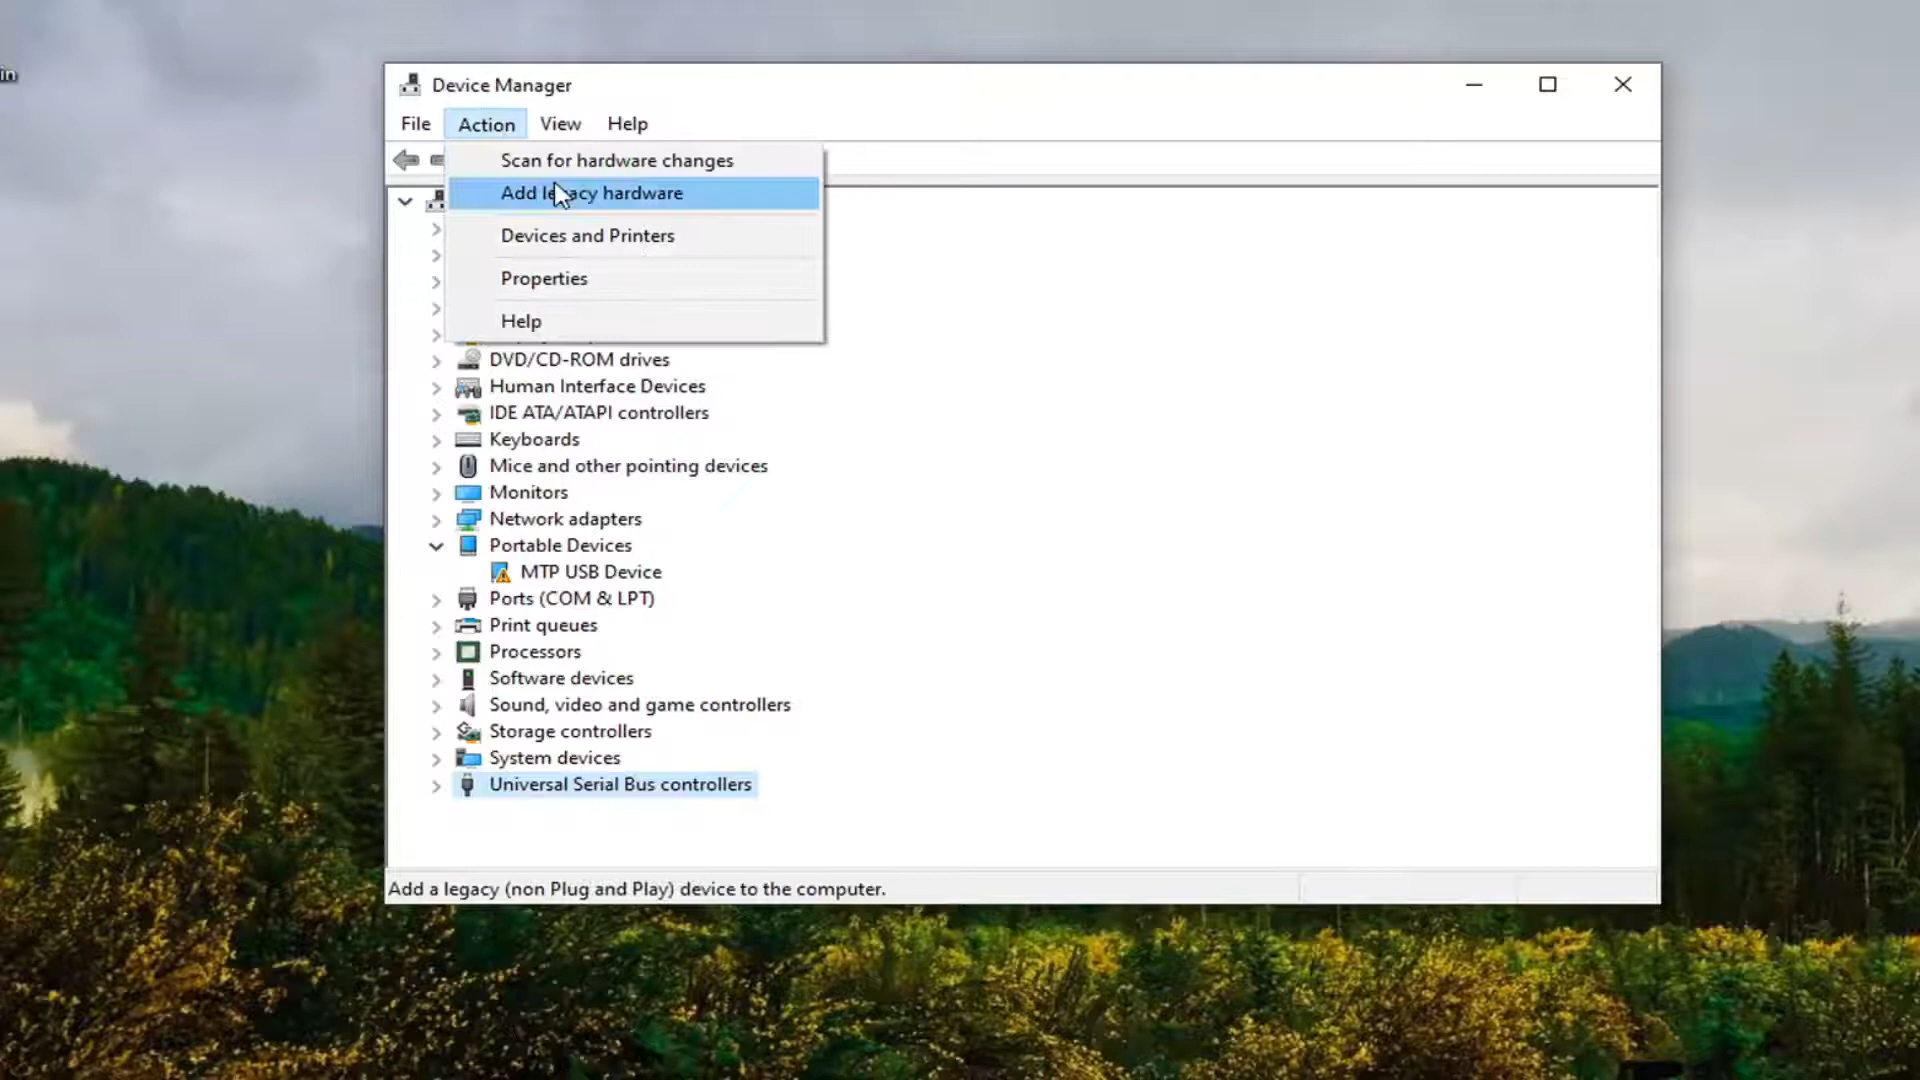 in
Device Manager
File Action View Help
Scan for hardware changes
Add legacy hardware
Devices and Printers
Properties
Help
DVD/CD-ROM drives
Human Interface Devices
IDE ATA/ATAPI controllers
Keyboards
Mice and other pointing devices
Monitors
Network adapters
Portable Devices
MTP USB Device
Ports (COM & LPT)
Print queues
Processors
Software devices
Sound, video and game controllers
Storage controllers
System devices
Universal Serial Bus controllers
Add a legacy (non Plug and Play) device to the computer.